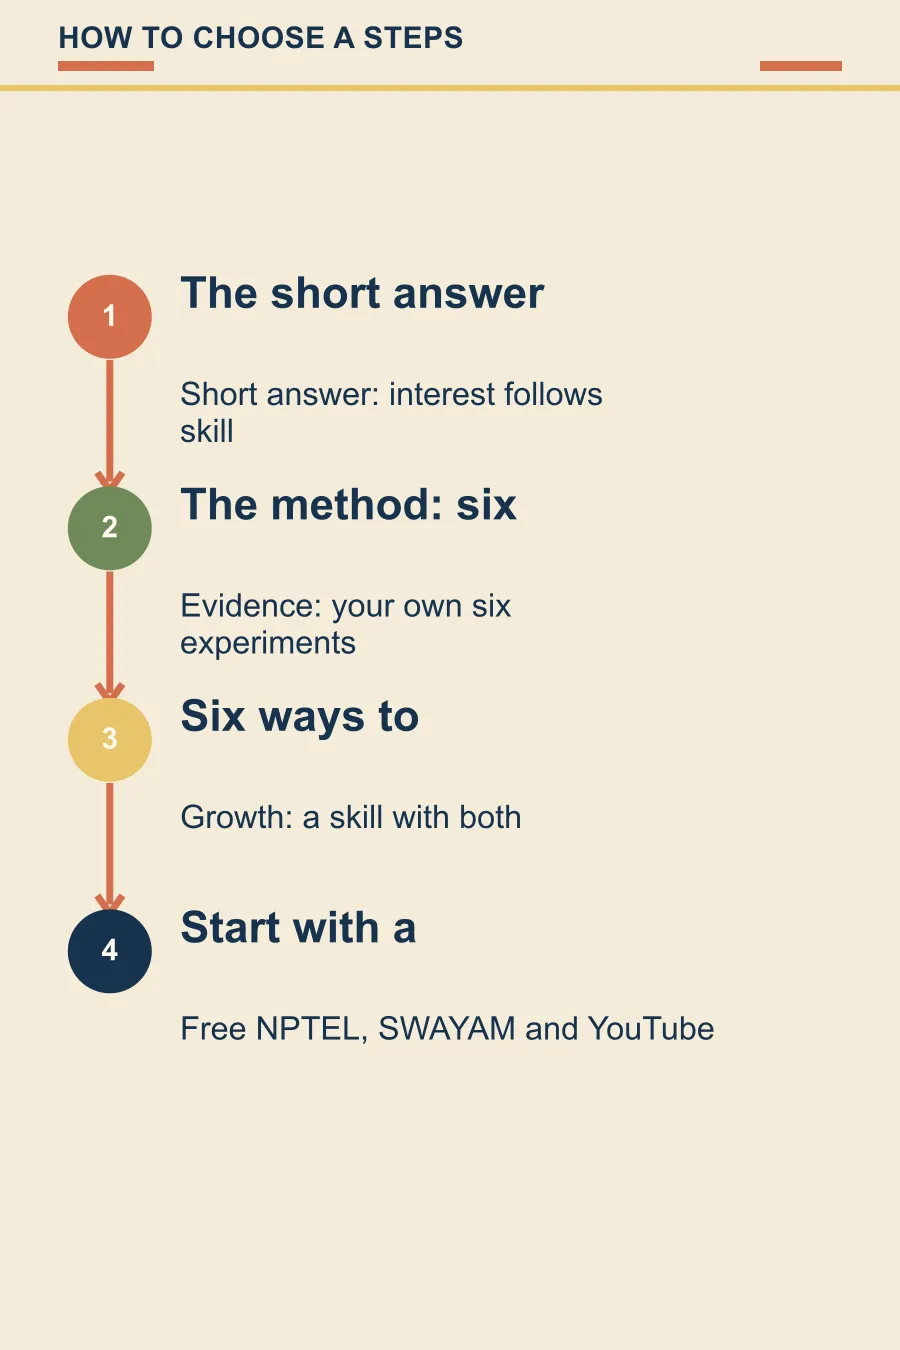 HOW TO CHOOSE A STEPS
1
The short answer
Short answer: interest follows
skill
2
The method: six
Evidence: your own six
experiments
3
Six ways to
Growth: a skill with both
4
Start with a
Free NPTEL, SWAYAM and YouTube